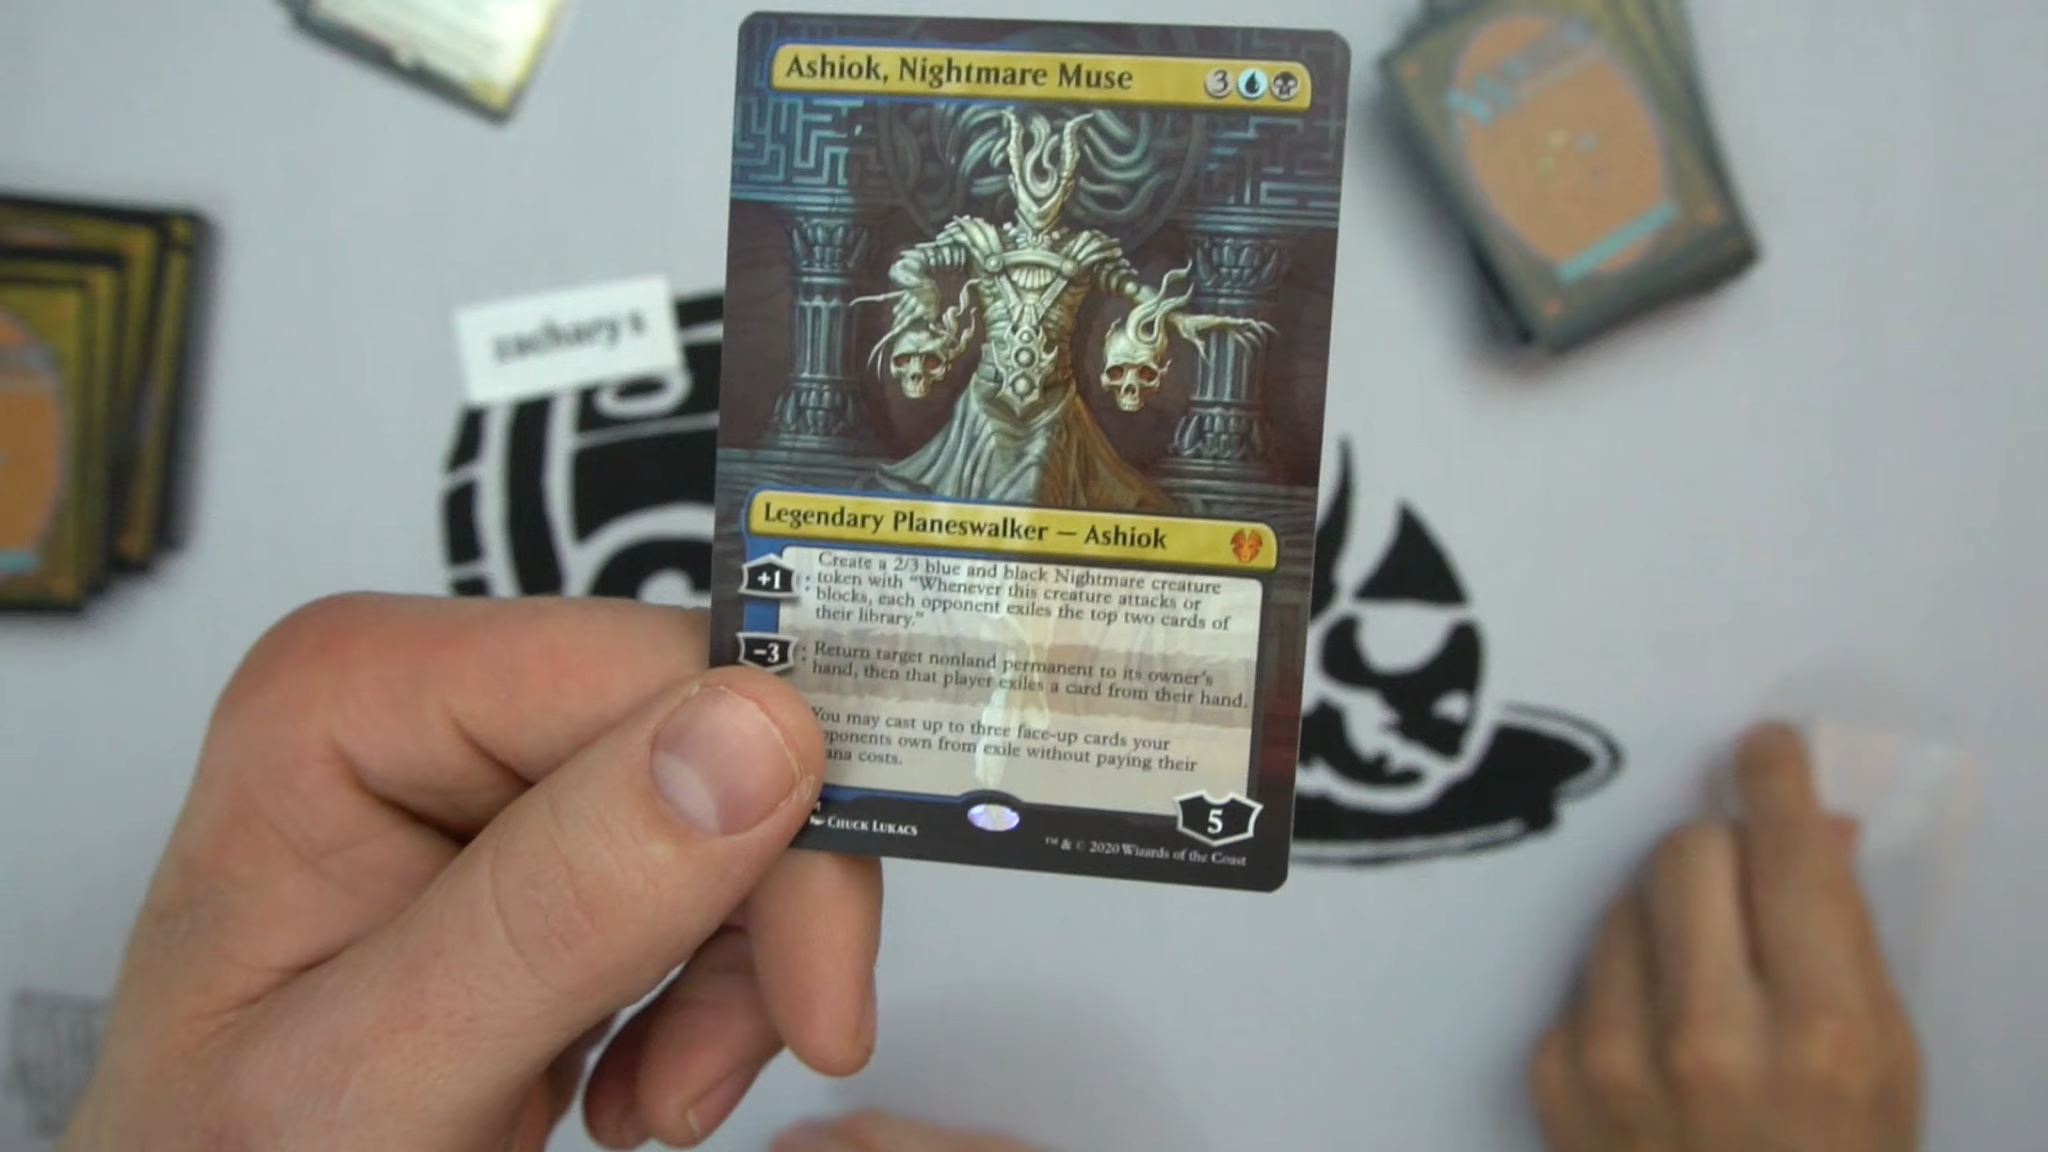 Ashiok, Nightmare Muse 3
Legendary Planeswalker — Ashiok
+1 : Create a 2/3 blue and black Nightmare creature
token with "Whenever this creature attacks or
blocks, each opponent exiles the top two cards of
their library."
-3 : Return target nonland permanent to its owner's
hand, then that player exiles a card from their hand.
You may cast up to three face-up cards your
pponents own from exile without paying their
ana costs.
5
Chuck Lukacs
™ & © 2020 Wizards of the Coast
zachary s